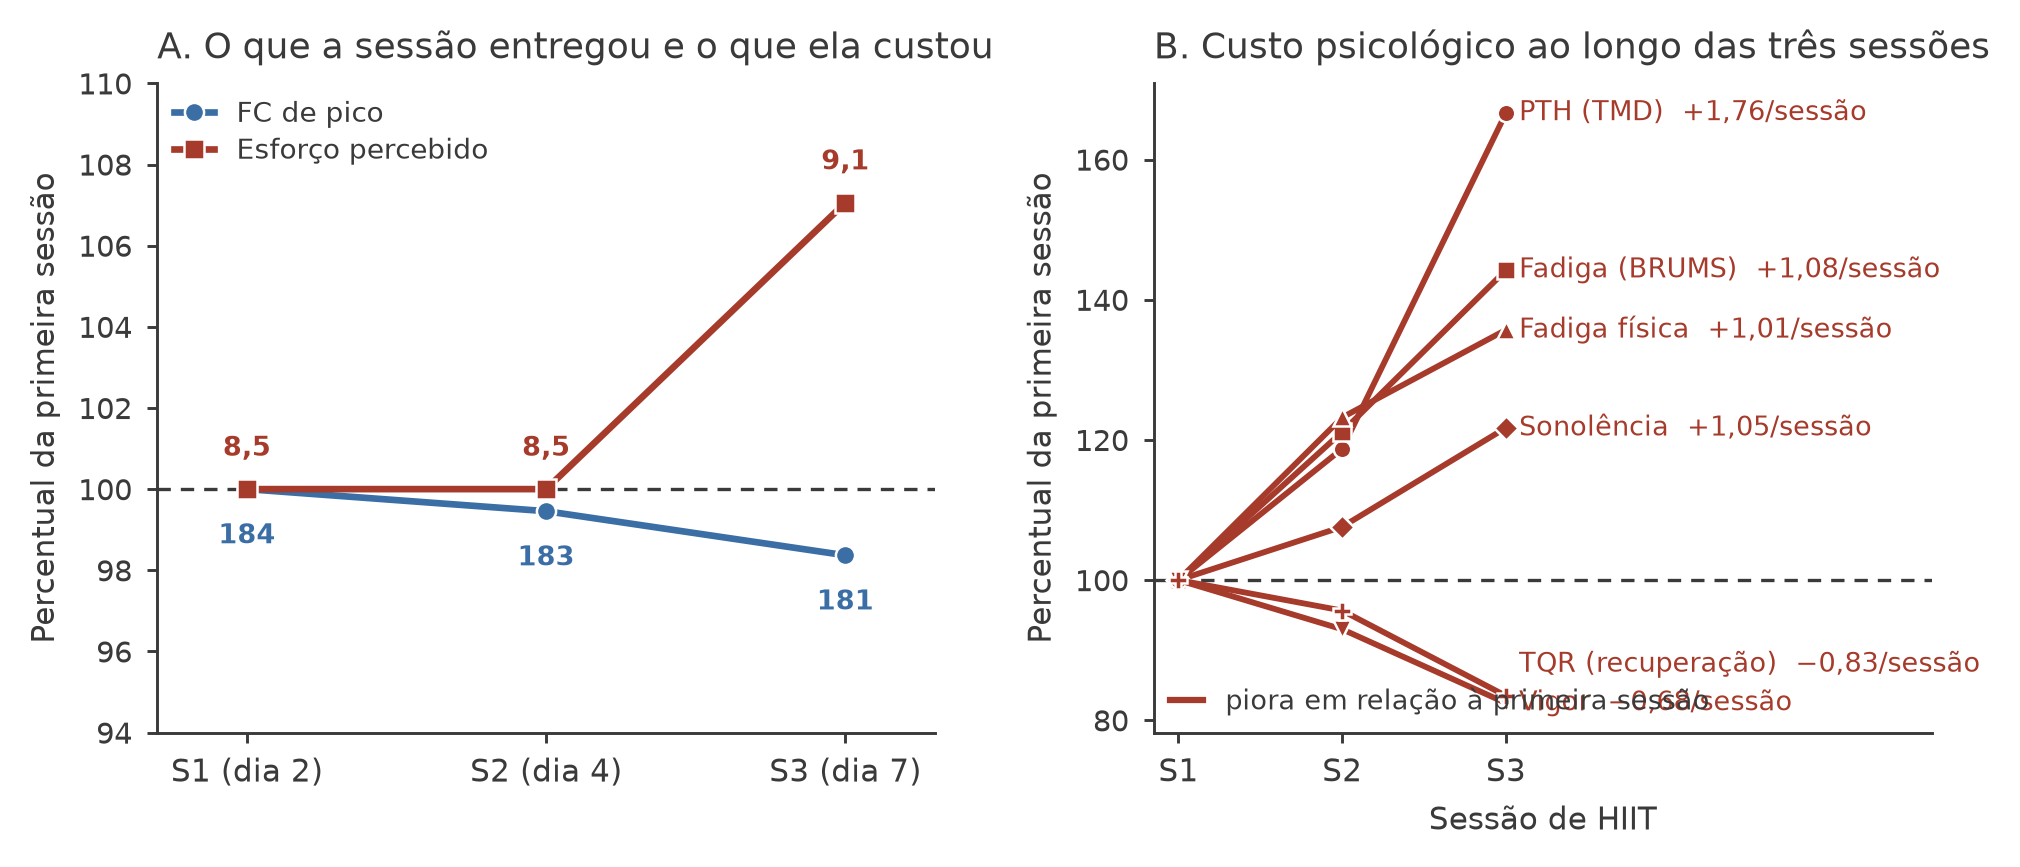 A. O que a sessão entregou e o que ela custou
110
108
106
104
102
100
98
96
94
Percentual da primeira sessão
FC de pico
Esforço percebido
8,5
8,5
9,1
184
183
181
S1 (dia 2)
S2 (dia 4)
S3 (dia 7)
B. Custo psicológico ao longo das três sessões
160
140
120
100
80
Percentual da primeira sessão
PTH (TMD) +1,76/sessão
Fadiga (BRUMS) +1,08/sessão
Fadiga física +1,01/sessão
Sonolência +1,05/sessão
TQR (recuperação) −0,83/sessão
Vigor −0,68/sessão
piora em relação à primeira sessão
S1
S2
S3
Sessão de HIIT